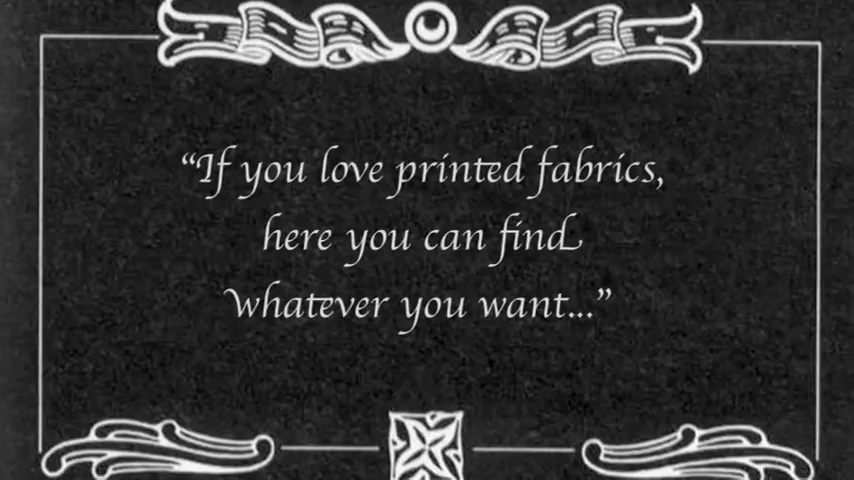 “If you love printed fabrics,
here you can find
whatever you want...”